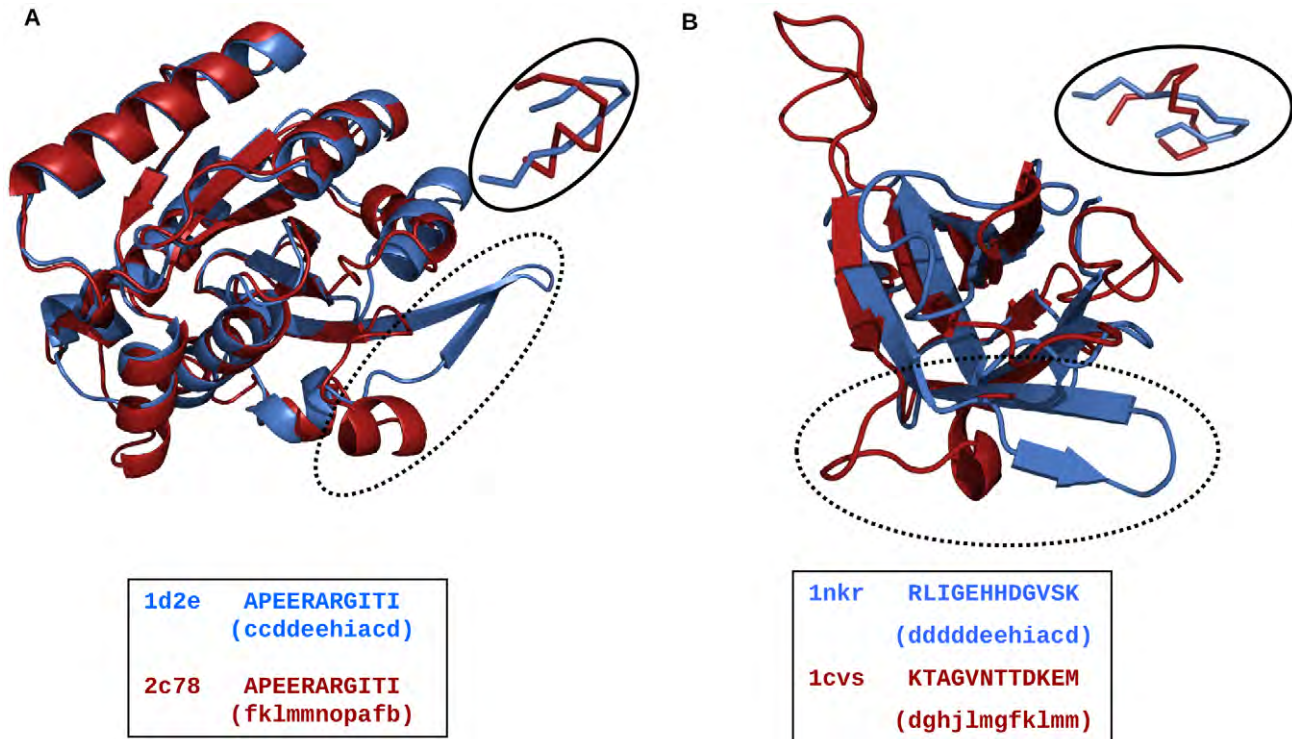 A
B
1d2e APEERARGITI
(ccddeehiacd)
2c78 APEERARGITI
(fklmmnopafb)
1nkr RLIGEHHDGVSK
(dddddeehiacd)
1cvs KTAGVNTTDKEM
(dghjlmgfklmm)